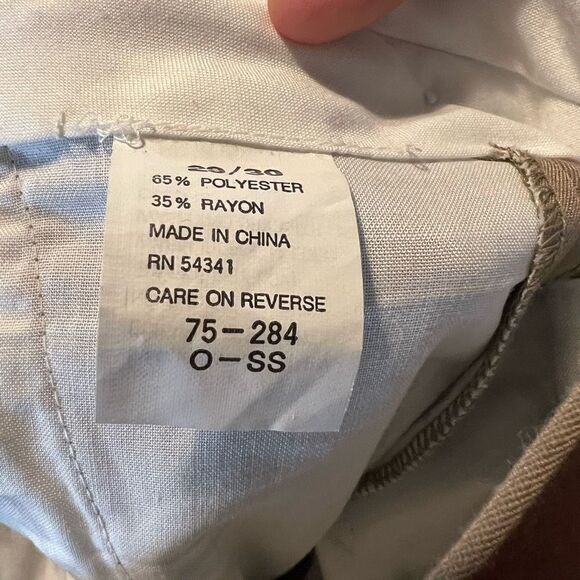 65% POLYESTER
35% RAYON
MADE IN CHINA
RN 54341
CARE ON REVERSE
75-284
O-SS